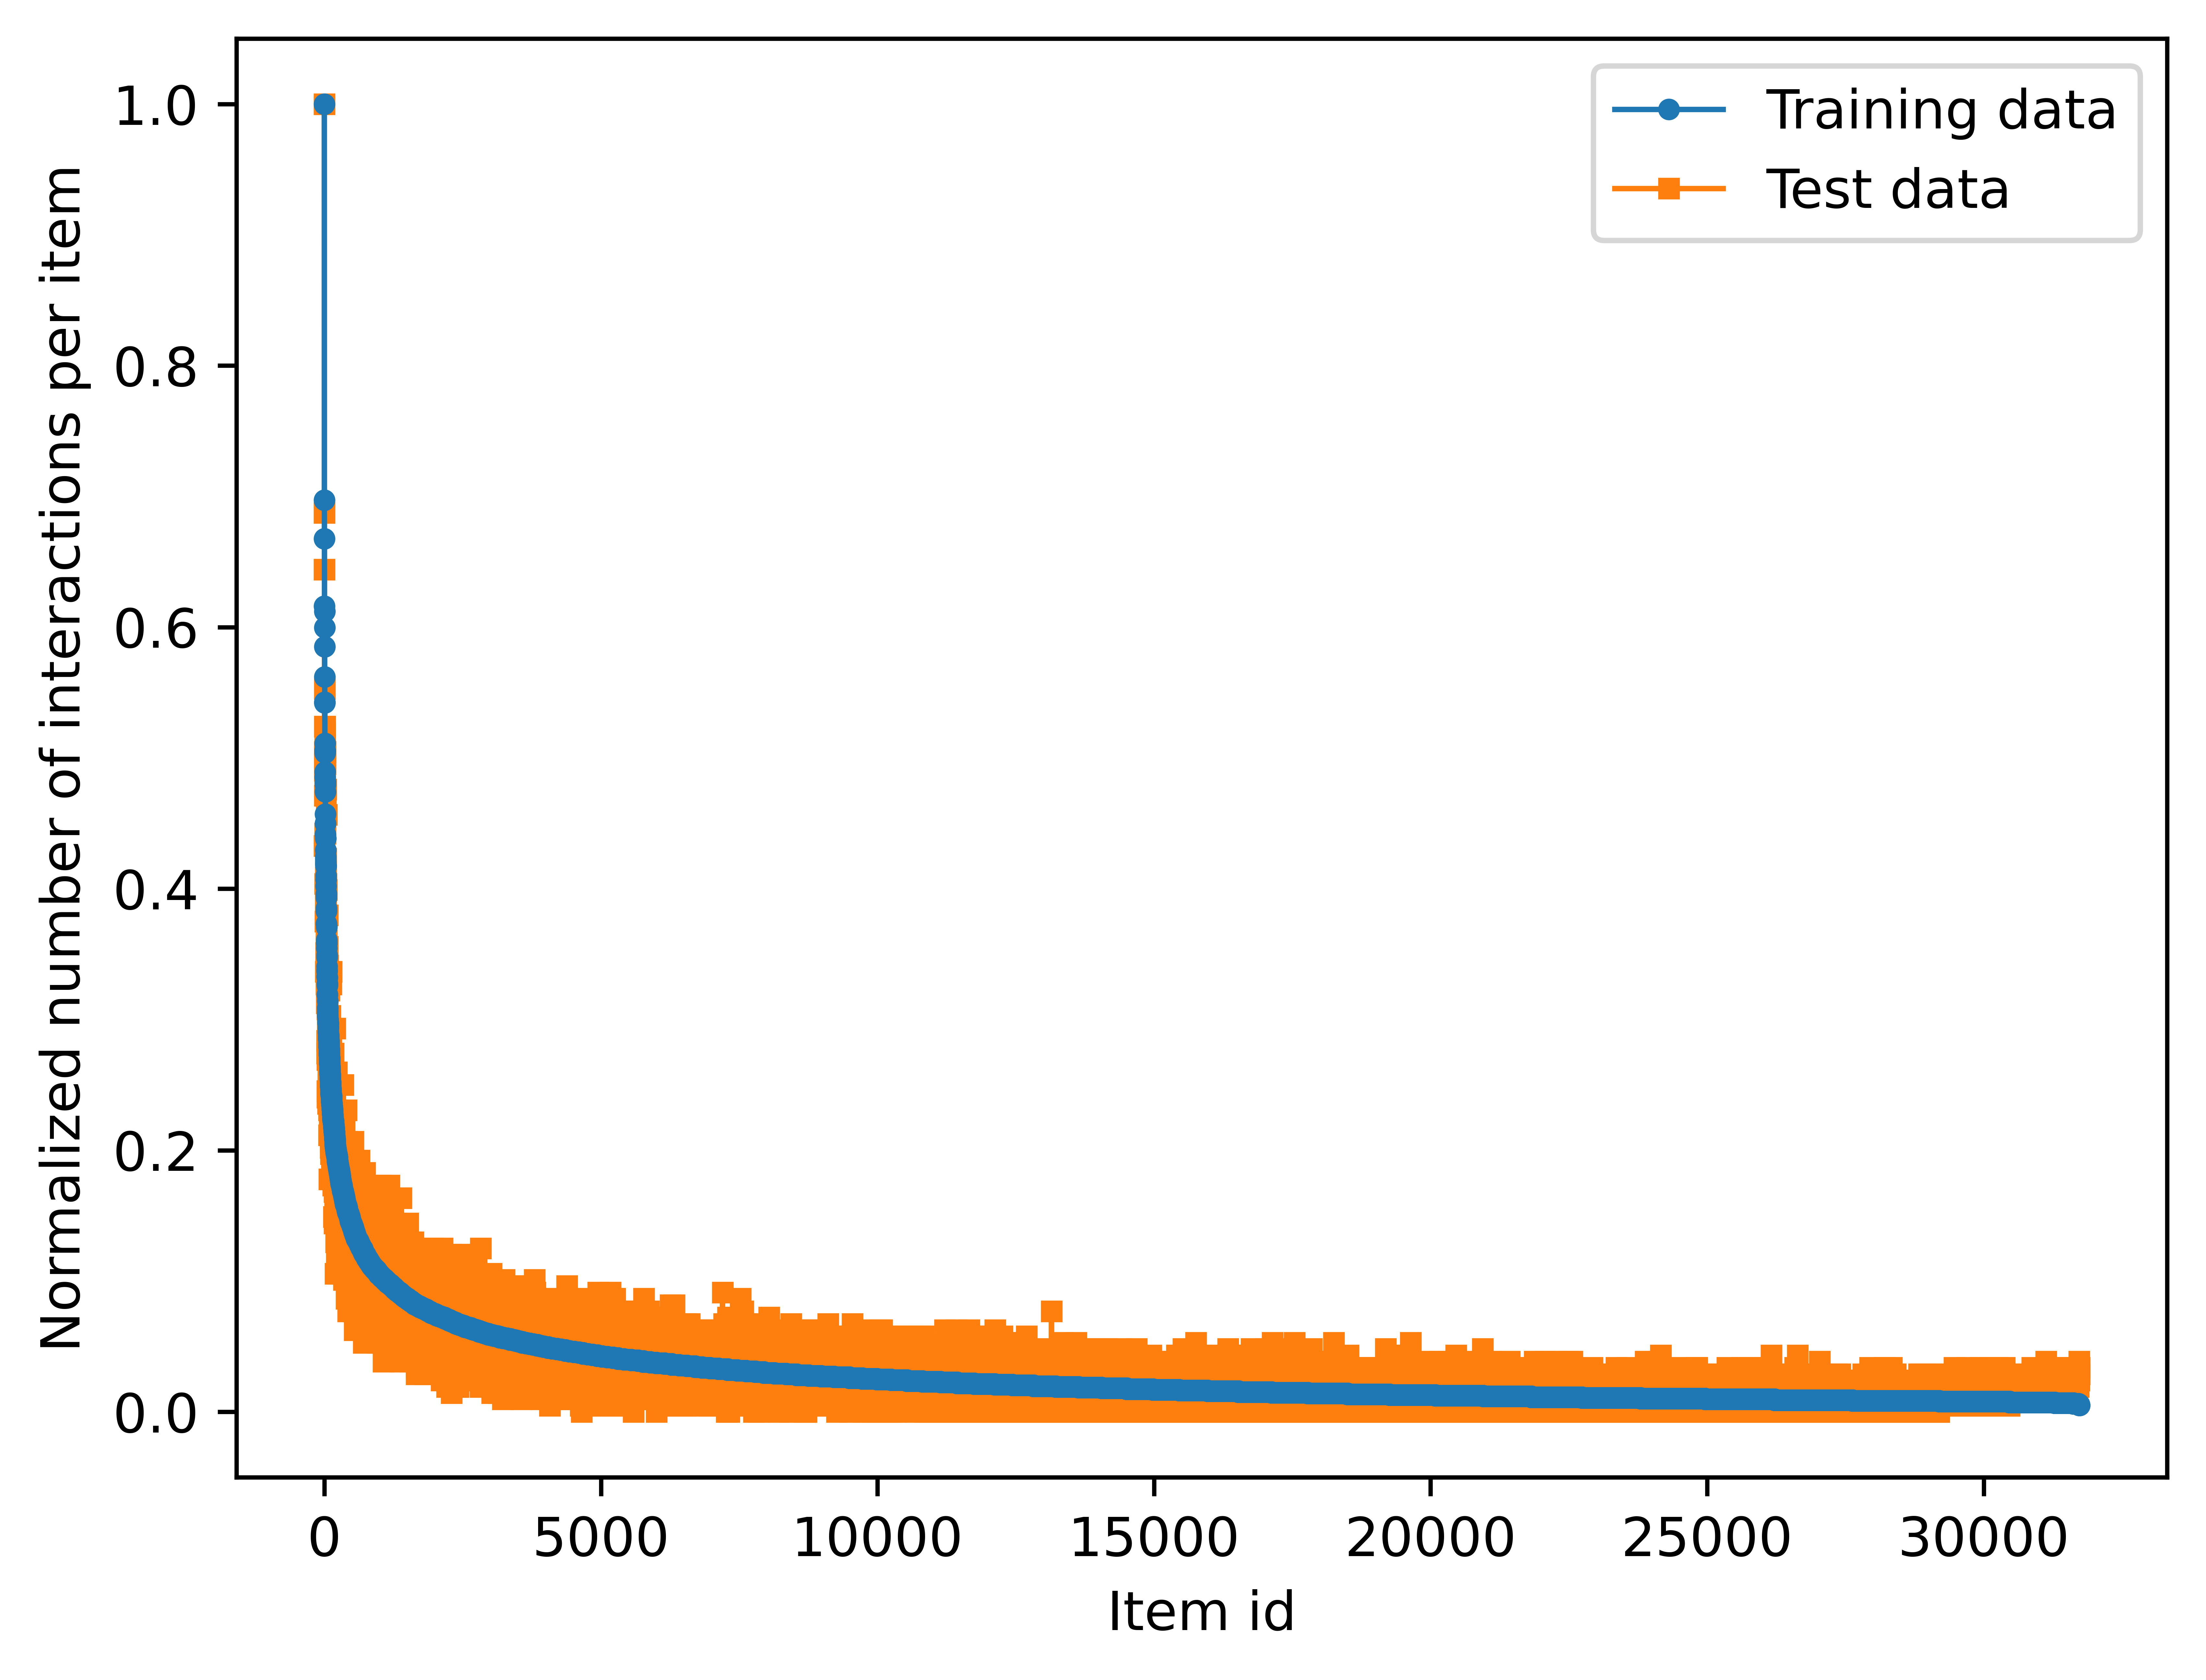 Training data
Test data
Normalized number of interactions per item
1.0
0.8
0.6
0.4
0.2
0.0
0 5000 10000 15000 20000 25000 30000
Item id